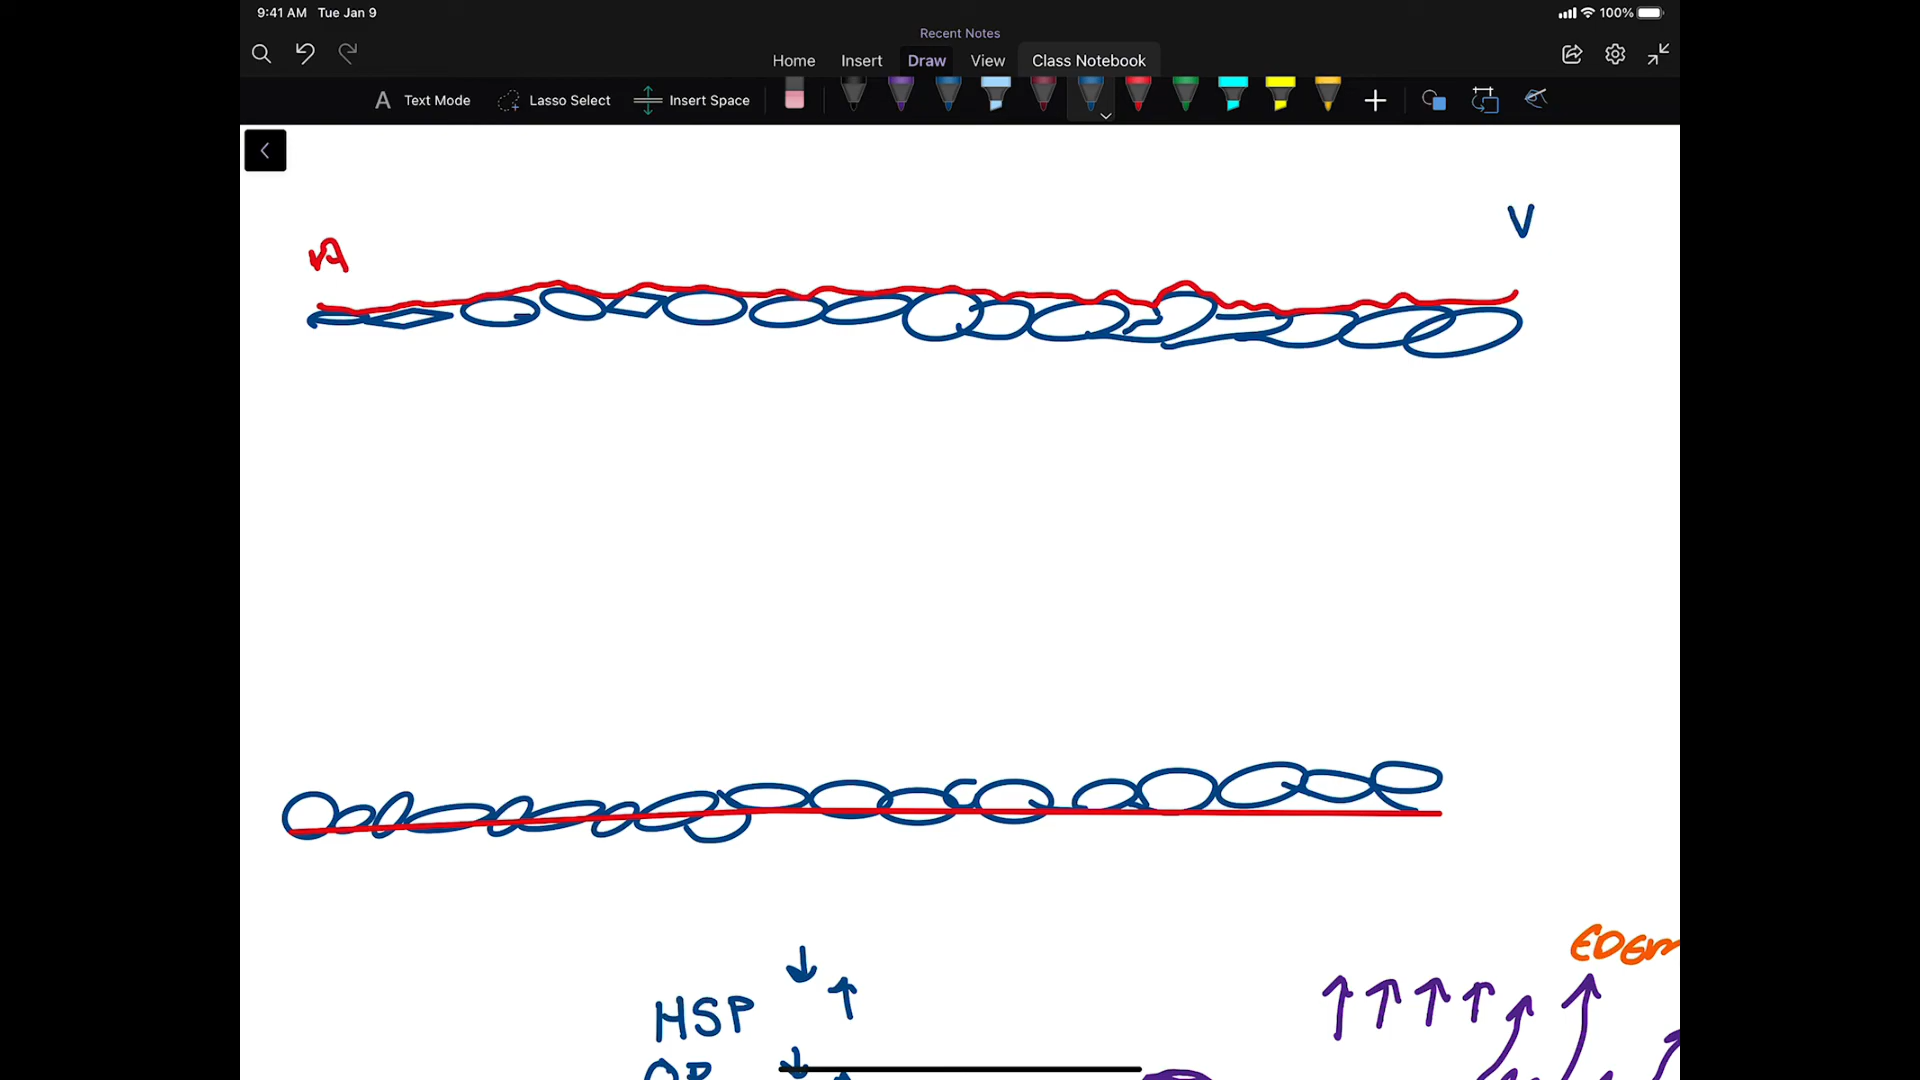 9:41 AM Tue Jan 9
100%
Recent Notes
Home Insert Draw View Class Notebook
A Text Mode Lasso Select Insert Space
V
A
EDEM
HSP